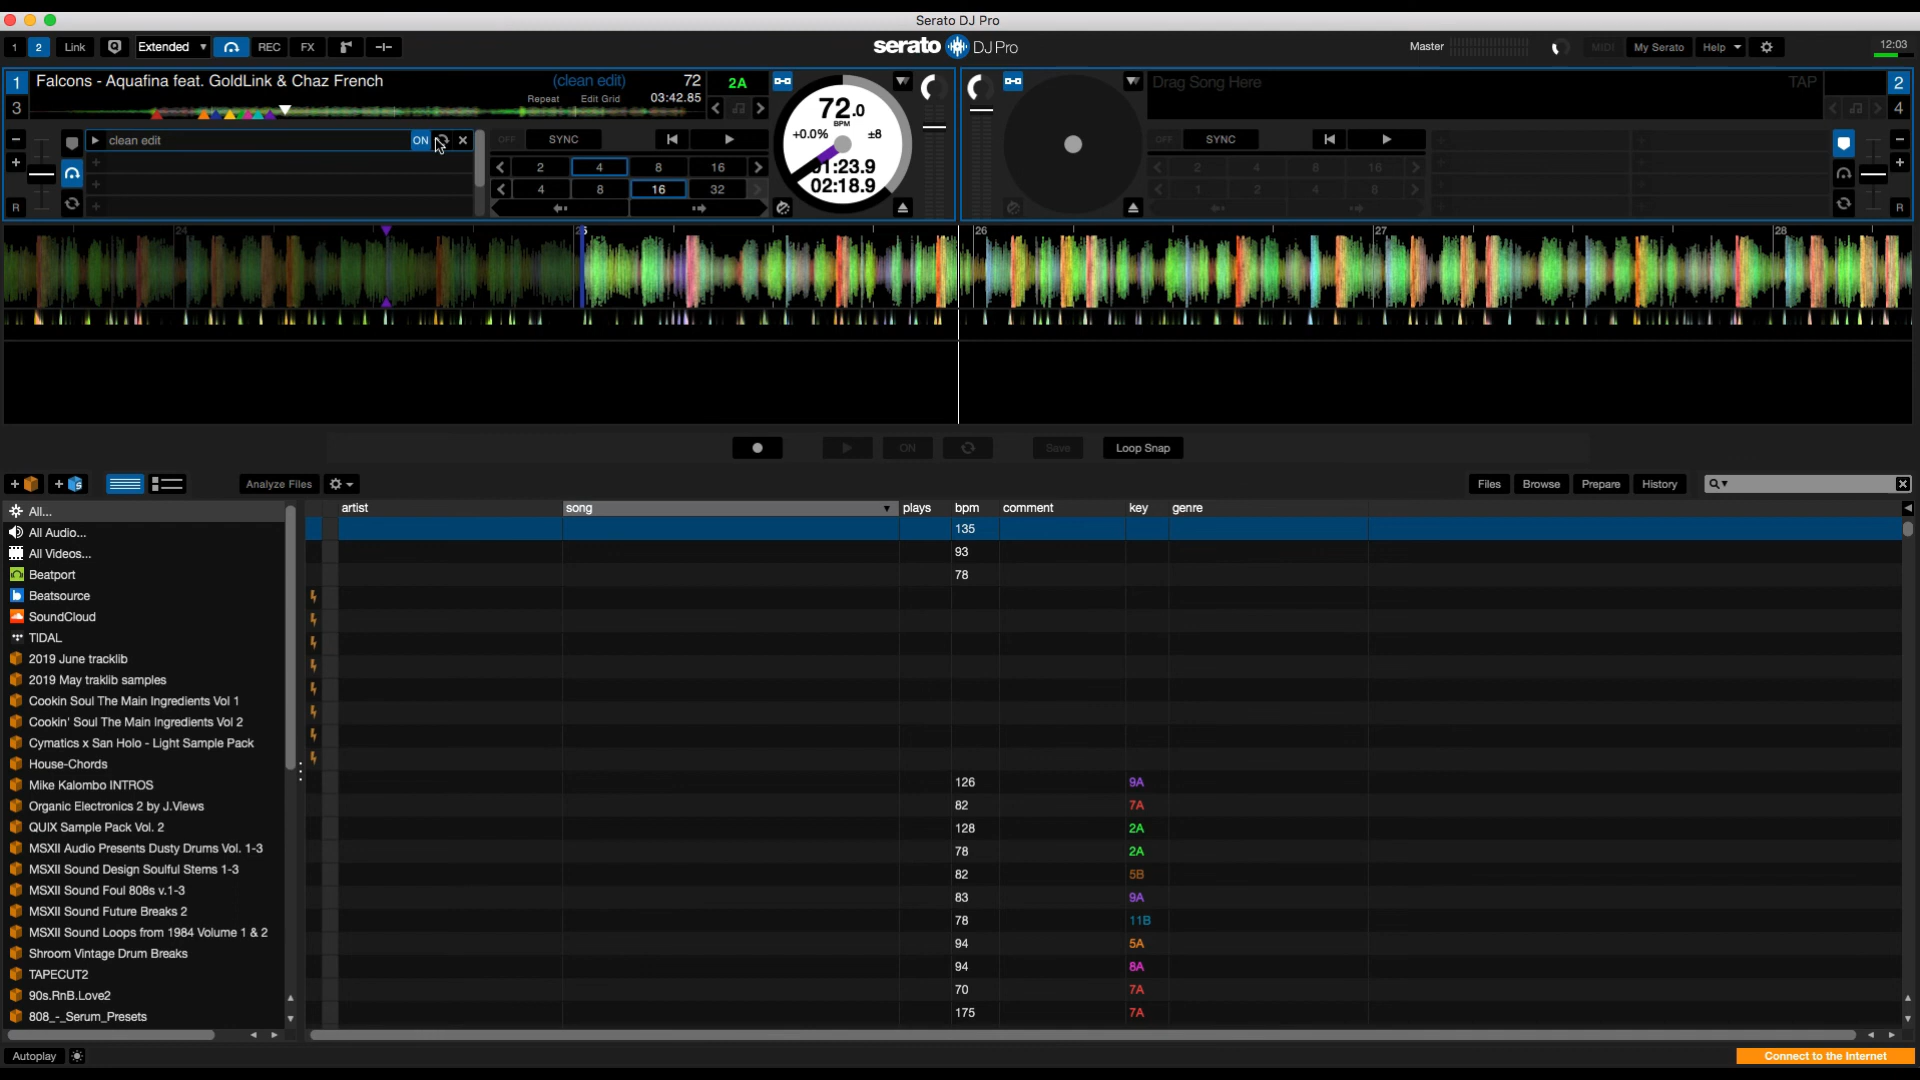 Serato DJ Pro
1 2 Link Extended ▼ REC FX
serato DJ Pro
Master MIDI My Serato Help 12:03
1 Falcons - Aquafina feat. GoldLink & Chaz French (clean edit) 72 2A
3 Repeat Edit Grid 03:42.85
72.0
BPM
+0.0% ±8
01:23.9
02:18.9
clean edit ON
OFF SYNC
2 4 8 16
4 8 16 32
R
Drag Song Here TAP 2
4
OFF SYNC
2 4 8 16
1 2 4 8
R
24 25 26 27 28
ON Save Loop Snap
Analyze Files Files Browse Prepare History
artist song plays bpm comment key genre
All...
All Audio...
All Videos...
Beatport
Beatsource
SoundCloud
TIDAL
2019 June tracklib
2019 May traklib samples
Cookin Soul The Main Ingredients Vol 1
Cookin' Soul The Main Ingredients Vol 2
Cymatics x San Holo - Light Sample Pack
House-Chords
Mike Kalombo INTROS
Organic Electronics 2 by J.Views
QUIX Sample Pack Vol. 2
MSXII Audio Presents Dusty Drums Vol. 1-3
MSXII Sound Design Soulful Stems 1-3
MSXII Sound Foul 808s v.1-3
MSXII Sound Future Breaks 2
MSXII Sound Loops from 1984 Volume 1 & 2
Shroom Vintage Drum Breaks
TAPECUT2
90s.RnB.Love2
808_-_Serum_Presets
135
93
78
126 9A
82 7A
128 2A
78 2A
82 5B
83 9A
78 11B
94 5A
94 8A
70 7A
175 7A
Autoplay
Connect to the Internet